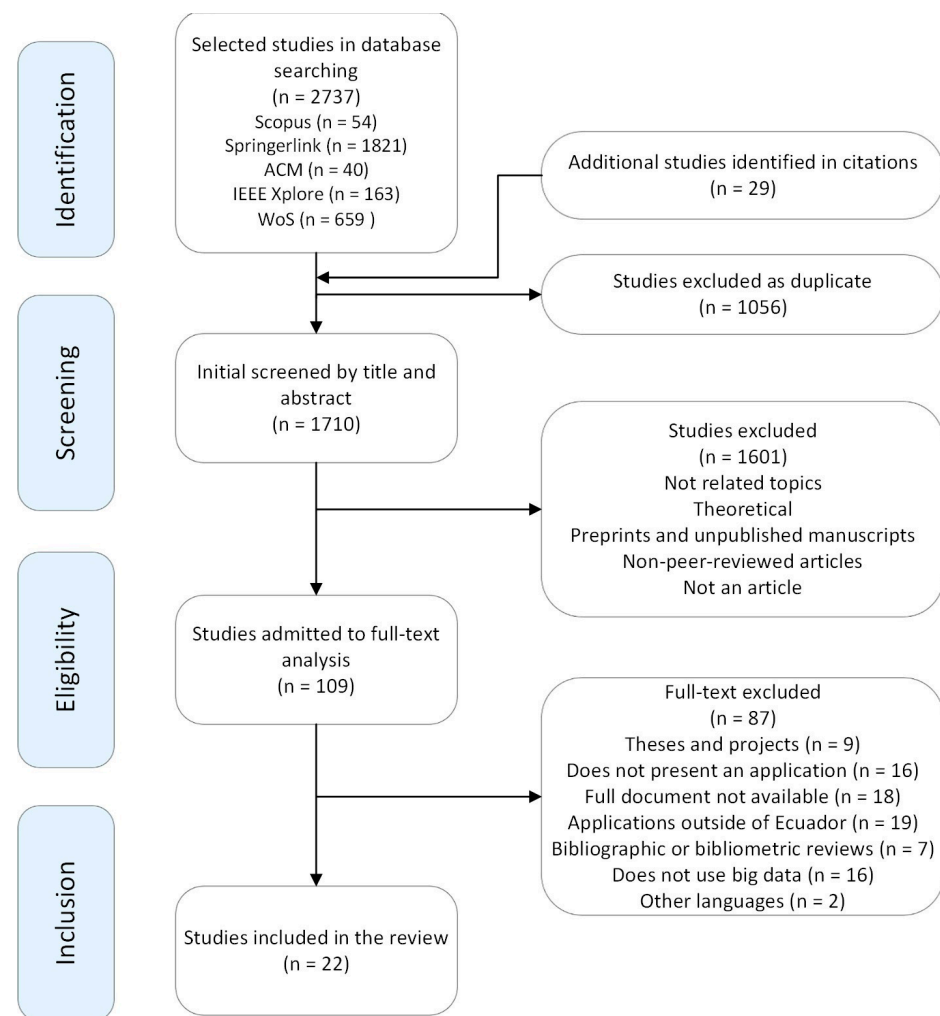 Identification
Selected studies in database
searching
(n = 2737)
Scopus (n = 54)
Springerlink (n = 1821)
ACM (n = 40)
IEEE Xplore (n = 163)
WoS (n = 659 )
Additional studies identified in citations
(n = 29)
Studies excluded as duplicate
(n = 1056)
Screening
Initial screened by title and
abstract
(n = 1710)
Studies excluded
(n = 1601)
Not related topics
Theoretical
Preprints and unpublished manuscripts
Non-peer-reviewed articles
Not an article
Eligibility
Studies admitted to full-text
analysis
(n = 109)
Full-text excluded
(n = 87)
Theses and projects (n = 9)
Does not present an application (n = 16)
Full document not available (n = 18)
Applications outside of Ecuador (n = 19)
Bibliographic or bibliometric reviews (n = 7)
Does not use big data (n = 16)
Other languages (n = 2)
Inclusion
Studies included in the review
(n = 22)